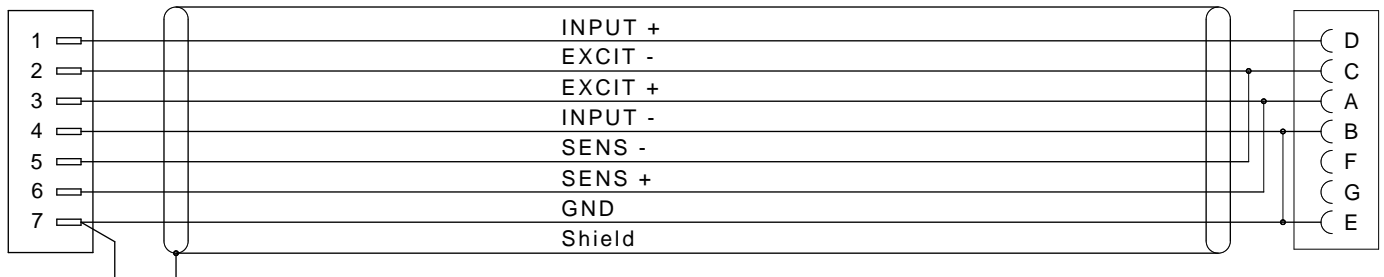 1 INPUT + D
2 EXCIT - C
3 EXCIT + A
4 INPUT - B
5 SENS - F
6 SENS + G
7 GND E
Shield